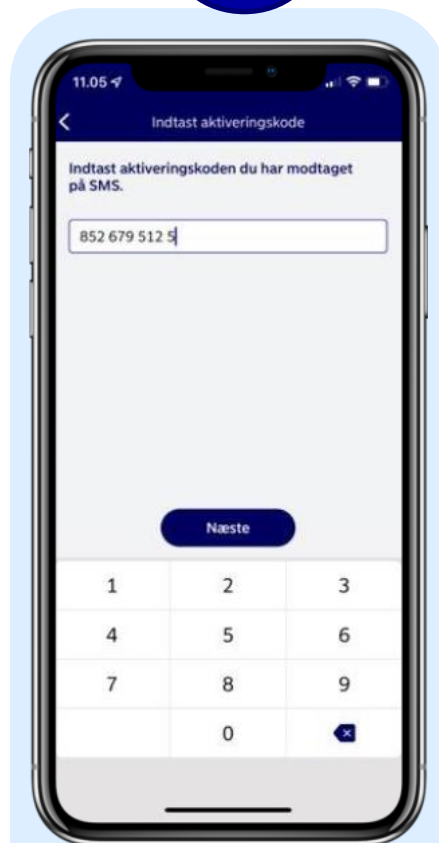 11.05
Indtast aktiveringskode
Indtast aktiveringskoden du har modtaget
på SMS.
852 679 512 5
Næste
1 2 3
4 5 6
7 8 9
0